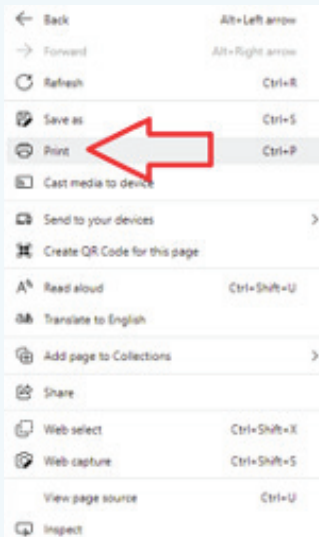 Back Alt+Left arrow
Forward Alt+Right arrow
Refresh Ctrl+R
Save as Ctrl+S
Print Ctrl+P
Cast media to device
Send to your devices
Create QR Code for this page
Read aloud Ctrl+Shift+U
Translate to English
Add page to Collections
Share
Web select Ctrl+Shift+X
Web capture Ctrl+Shift+S
View page source Ctrl+U
Inspect